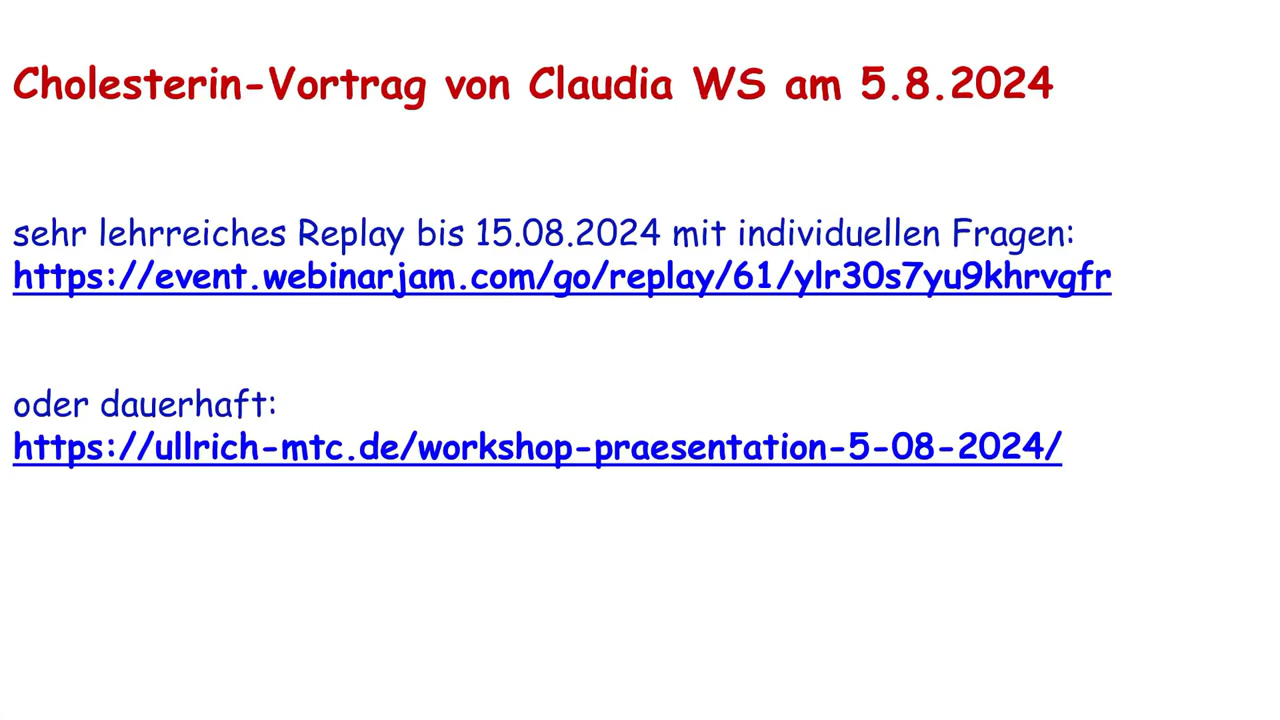 Cholesterin-Vortrag von Claudia WS am 5.8.2024
sehr lehrreiches Replay bis 15.08.2024 mit individuellen Fragen:
https://event.webinarjam.com/go/replay/61/ylr30s7yu9khrvgfr
oder dauerhaft:
https://ullrich-mtc.de/workshop-praesentation-5-08-2024/